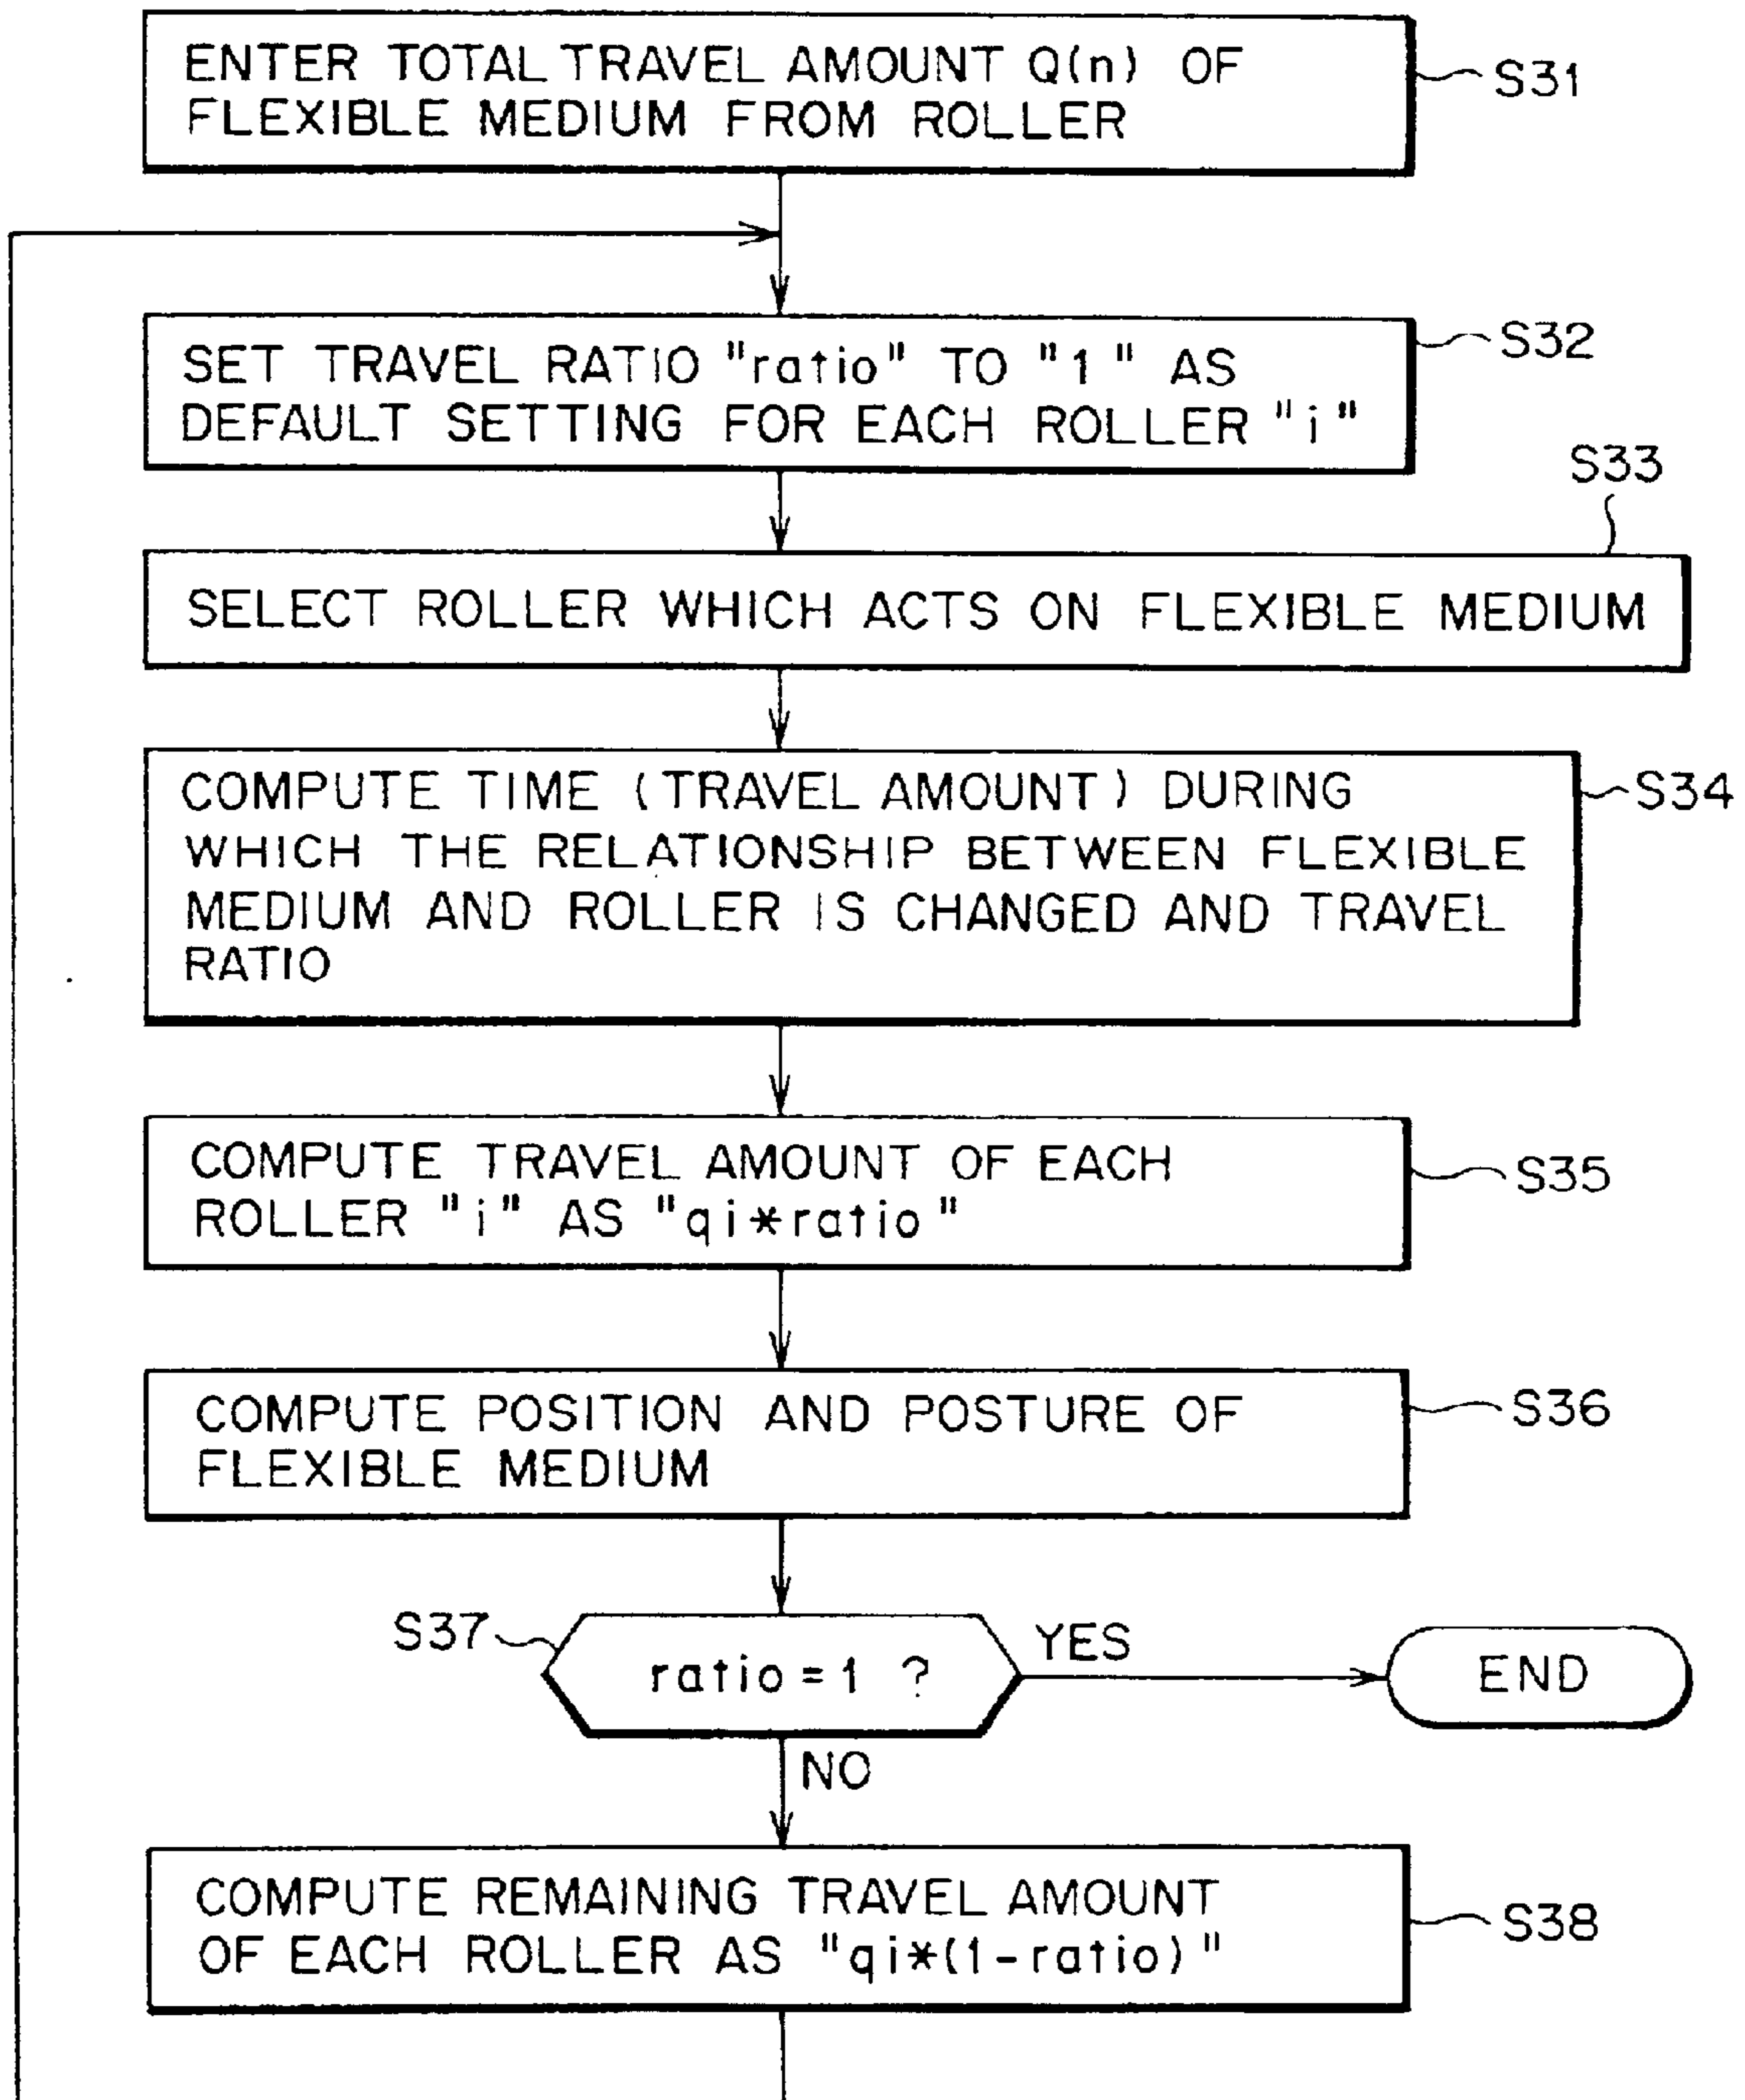 ENTER TOTAL TRAVEL AMOUNT Q(n) OF
FLEXIBLE MEDIUM FROM ROLLER
S31
SET TRAVEL RATIO "ratio" TO "1" AS
DEFAULT SETTING FOR EACH ROLLER "i"
S32
S33
SELECT ROLLER WHICH ACTS ON FLEXIBLE MEDIUM
COMPUTE TIME (TRAVEL AMOUNT) DURING
WHICH THE RELATIONSHIP BETWEEN FLEXIBLE
MEDIUM AND ROLLER IS CHANGED AND TRAVEL
RATIO
S34
COMPUTE TRAVEL AMOUNT OF EACH
ROLLER "i" AS "qi*ratio"
S35
COMPUTE POSITION AND POSTURE OF
FLEXIBLE MEDIUM
S36
S37
ratio=1 ?
YES
END
NO
COMPUTE REMAINING TRAVEL AMOUNT
OF EACH ROLLER AS "qi*(1-ratio)"
S38